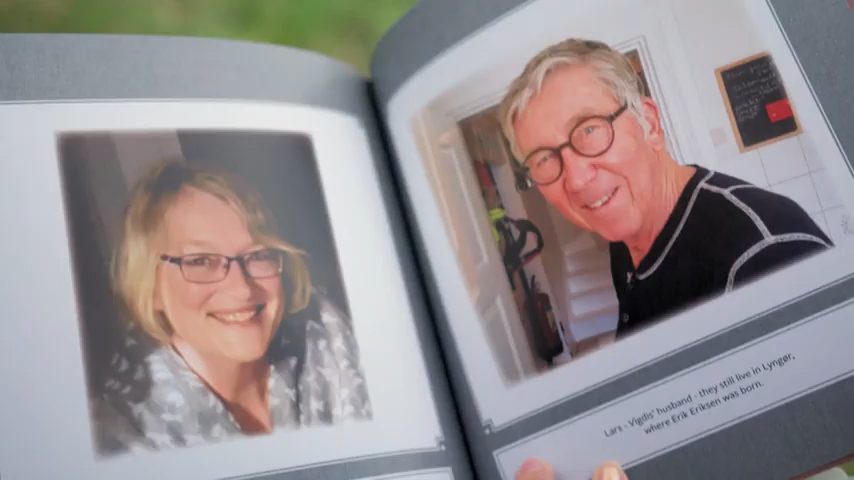 Lars - Vigdis' husband - they still live in Lyngør,
where Erik Eriksen was born.